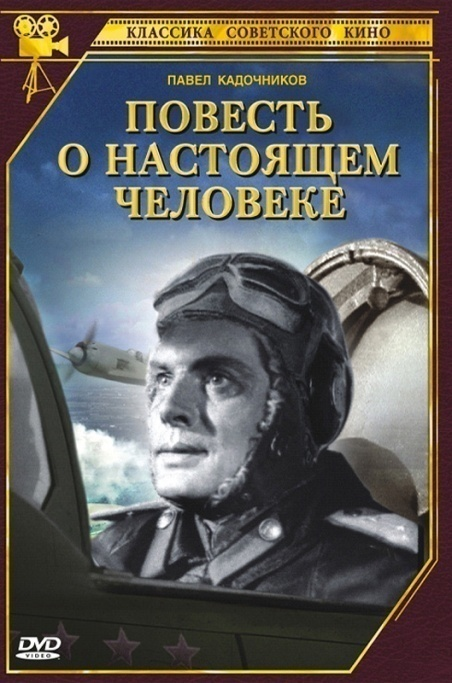 КЛАССИКА СОВЕТСКОГО КИНО
ПАВЕЛ КАДОЧНИКОВ
ПОВЕСТЬ
О НАСТОЯЩЕМ
ЧЕЛОВЕКЕ
DVD
VIDEO